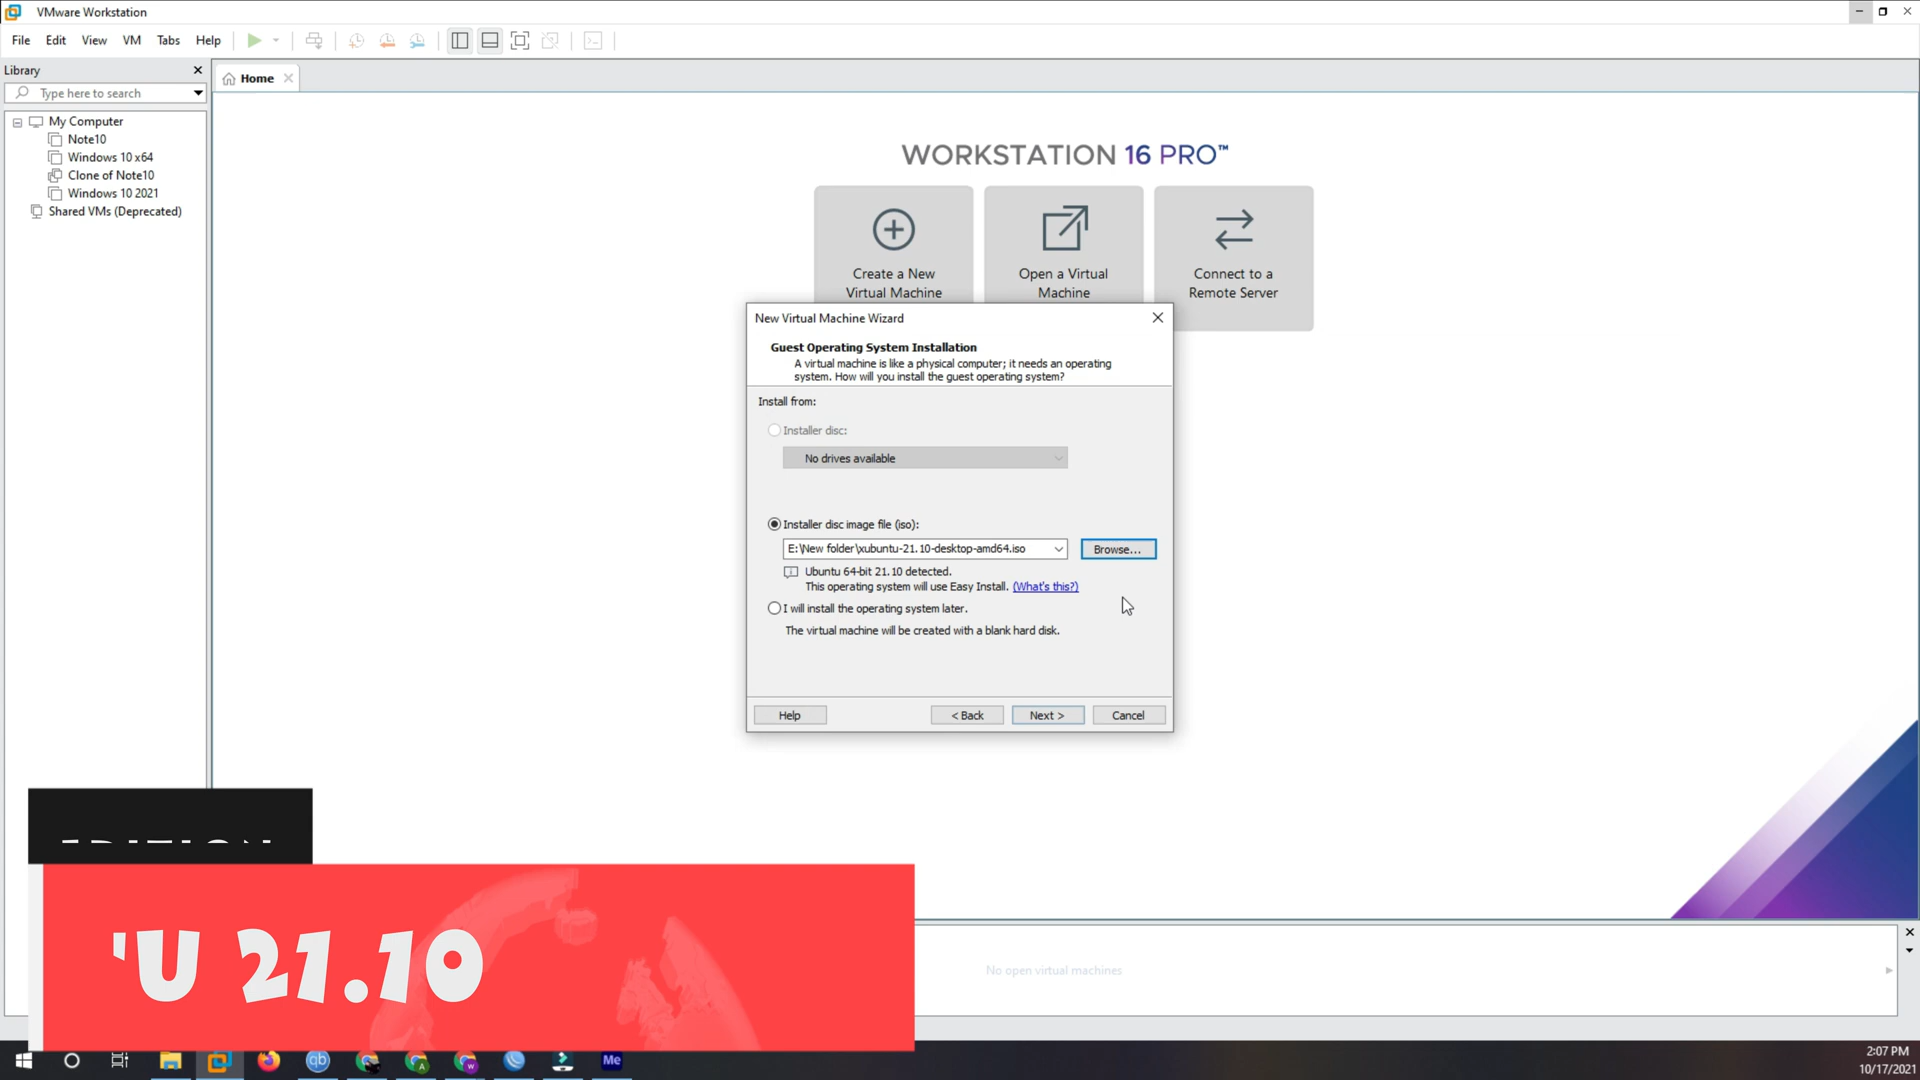 VMware Workstation
File Edit View VM Tabs Help
Library
Type here to search
My Computer
Note10
Windows 10 x64
Clone of Note10
Windows 10 2021
Shared VMs (Deprecated)
Home
WORKSTATION 16 PRO™
Create a New
Virtual Machine
Open a Virtual
Machine
Connect to a
Remote Server
New Virtual Machine Wizard
Guest Operating System Installation
A virtual machine is like a physical computer; it needs an operating
system. How will you install the guest operating system?
Install from:
Installer disc:
No drives available
Installer disc image file (iso):
E:\New folder\xubuntu-21.10-desktop-amd64.iso
Browse...
Ubuntu 64-bit 21.10 detected.
This operating system will use Easy Install. (What's this?)
I will install the operating system later.
The virtual machine will be created with a blank hard disk.
Help
< Back
Next >
Cancel
'U 21.10
No open virtual machines
qb
A
W
Me
2:07 PM
10/17/2021